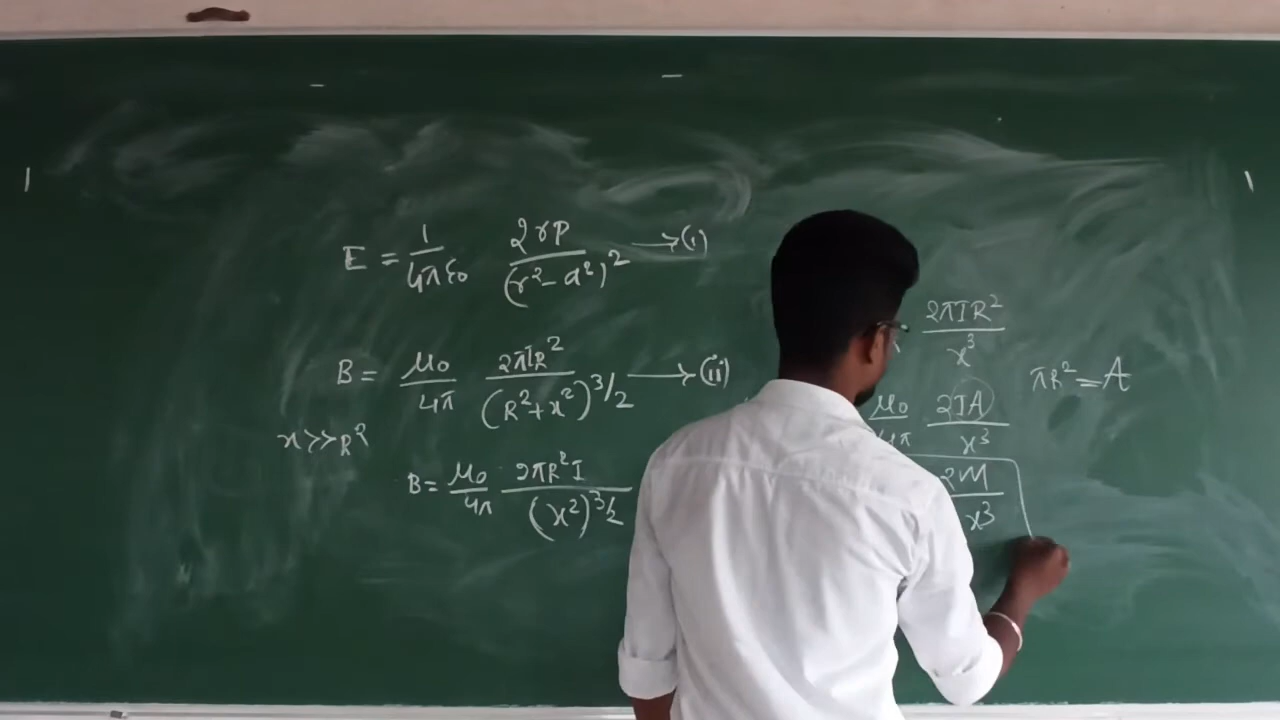 E = 1/4πε₀ 2rP/(r² - a²)² → (i)
B = μ₀/4π 2πIR²/(R² + x²)^3/2 → (ii)
x >> R²
B = μ₀/4π 2πR²I/(x²)^3/2
2πIR²/x³
πR² = A
μ₀/4π 2IA/x³
2M/x³